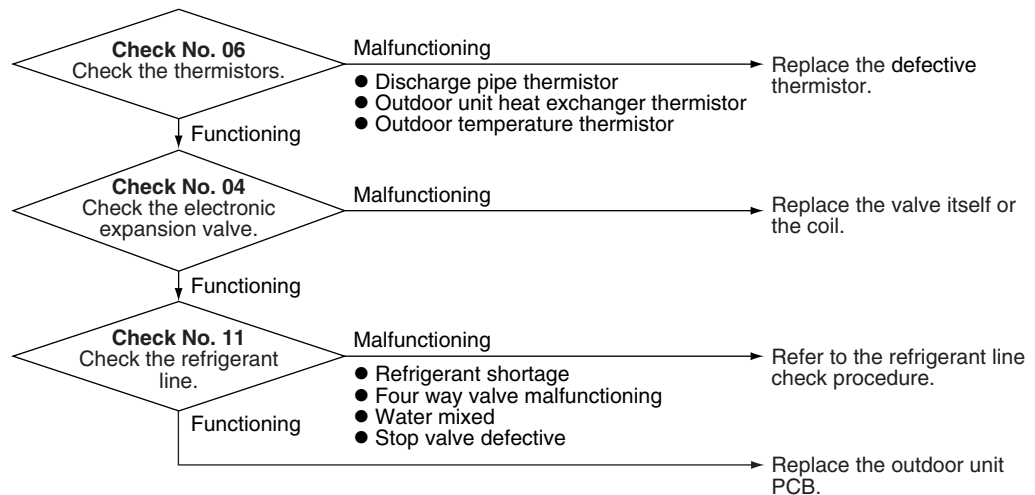 Check No. 06
Check the thermistors.
Malfunctioning
● Discharge pipe thermistor
● Outdoor unit heat exchanger thermistor
● Outdoor temperature thermistor
Replace the defective
thermistor.
Functioning
Check No. 04
Check the electronic
expansion valve.
Malfunctioning
Replace the valve itself or
the coil.
Functioning
Check No. 11
Check the refrigerant
line.
Malfunctioning
● Refrigerant shortage
● Four way valve malfunctioning
● Water mixed
● Stop valve defective
Refer to the refrigerant line
check procedure.
Functioning
Replace the outdoor unit
PCB.